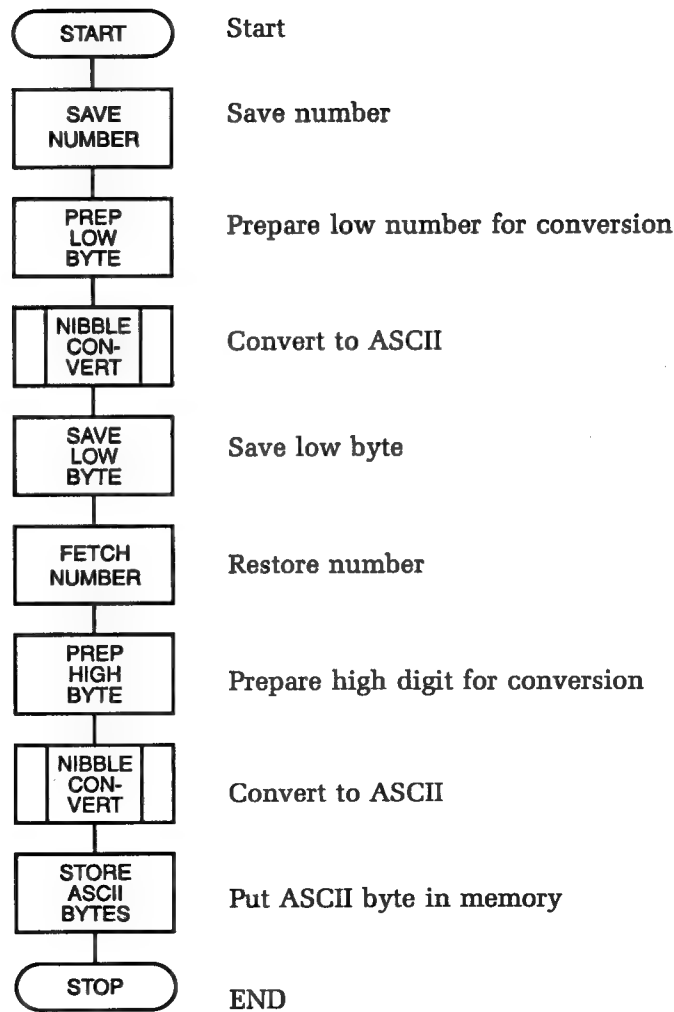 START
Start
SAVE
NUMBER
Save number
PREP
LOW
BYTE
Prepare low number for conversion
NIBBLE
CON-
VERT
Convert to ASCII
SAVE
LOW
BYTE
Save low byte
FETCH
NUMBER
Restore number
PREP
HIGH
BYTE
Prepare high digit for conversion
NIBBLE
CON-
VERT
Convert to ASCII
STORE
ASCII
BYTES
Put ASCII byte in memory
STOP
END